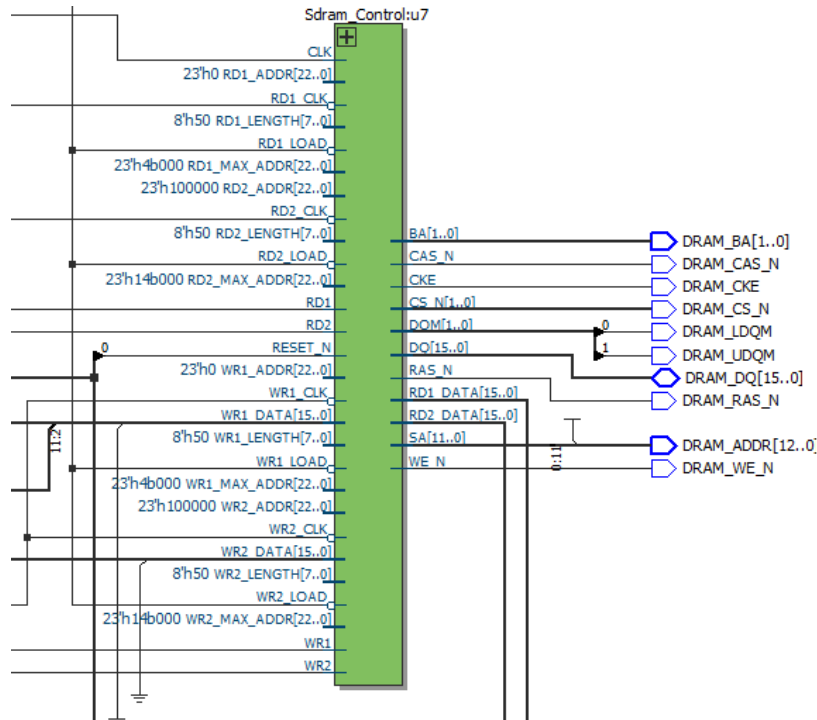 Sdram_Control:u7
CLK
23'h0 RD1_ADDR[22..0]
RD1_CLK
8'h50 RD1_LENGTH[7..0]
RD1_LOAD
23'h4b000 RD1_MAX_ADDR[22..0]
23'h100000 RD2_ADDR[22..0]
RD2_CLK
8'h50 RD2_LENGTH[7..0]
RD2_LOAD
23'h14b000 RD2_MAX_ADDR[22..0]
RD1
RD2
0 RESET_N
23'h0 WR1_ADDR[22..0]
WR1_CLK
WR1_DATA[15..0]
11:2
8'h50 WR1_LENGTH[7..0]
WR1_LOAD
23'h4b000 WR1_MAX_ADDR[22..0]
23'h100000 WR2_ADDR[22..0]
WR2_CLK
WR2_DATA[15..0]
8'h50 WR2_LENGTH[7..0]
WR2_LOAD
23'h14b000 WR2_MAX_ADDR[22..0]
WR1
WR2
BA[1..0] DRAM_BA[1..0]
CAS_N DRAM_CAS_N
CKE DRAM_CKE
CS_N[1..0] DRAM_CS_N
DQM[1..0] 0 DRAM_LDQM
1 DRAM_UDQM
DQ[15..0] DRAM_DQ[15..0]
RAS_N DRAM_RAS_N
RD1_DATA[15..0]
RD2_DATA[15..0]
SA[11..0] DRAM_ADDR[12..0]
0:11
WE_N DRAM_WE_N